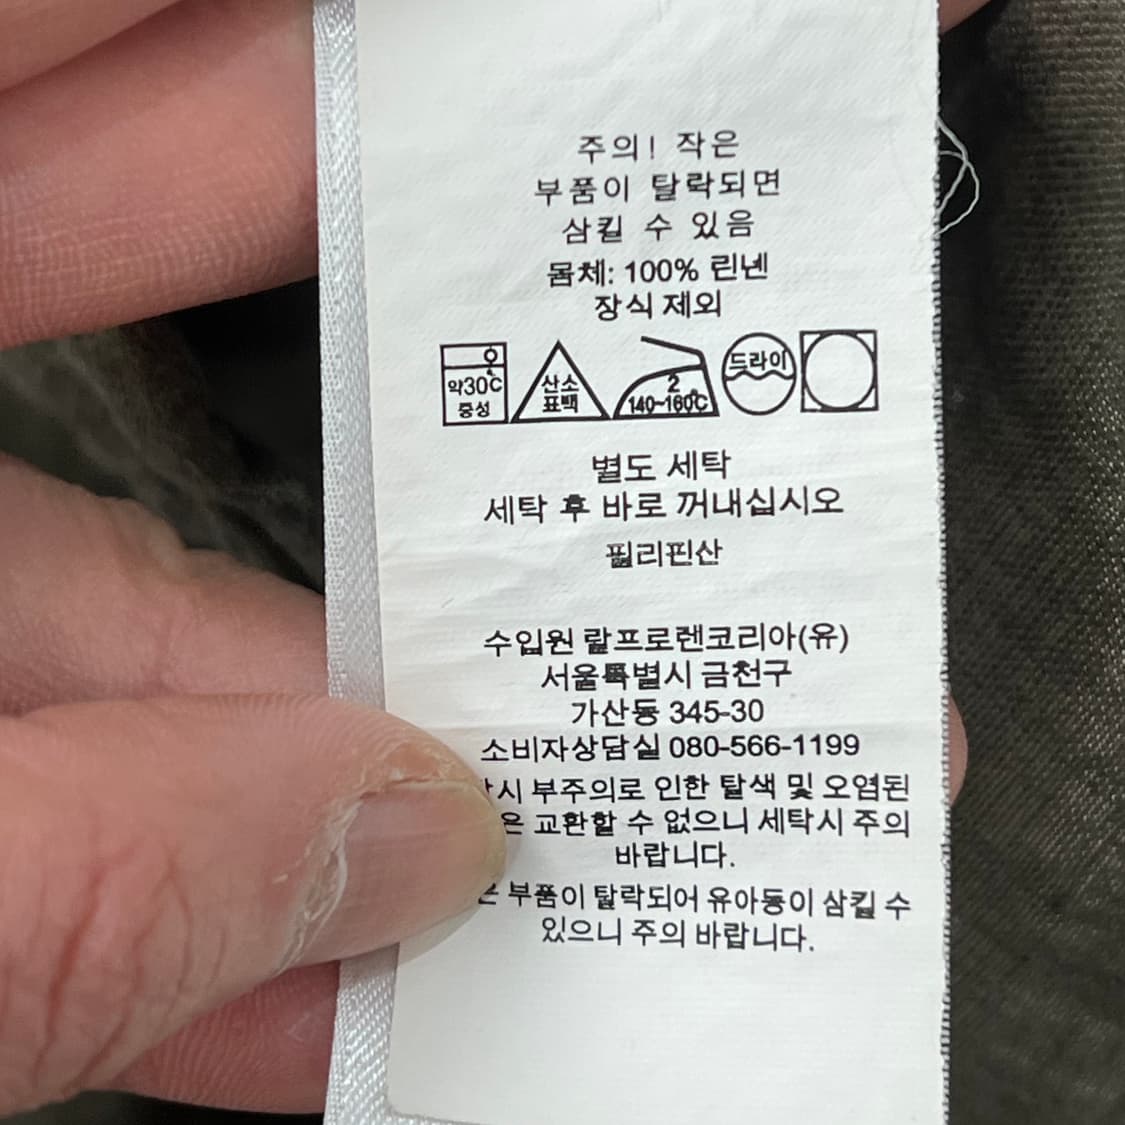 주의! 작은
부품이 탈락되면
삼킬 수 있음
몸체: 100% 린넨
장식 제외
약30℃
중성
산소
표백
2
140~160℃
드라이
별도 세탁
세탁 후 바로 꺼내십시오
필리핀산
수입원 랄프로렌코리아(유)
서울특별시 금천구
가산동 345-30
소비자상담실 080-566-1199
부주의로 인한 탈색 및 오염된
교환할 수 없으니 세탁시 주의
바랍니다.
부품이 탈락되어 유아동이 삼킬 수
있으니 주의 바랍니다.